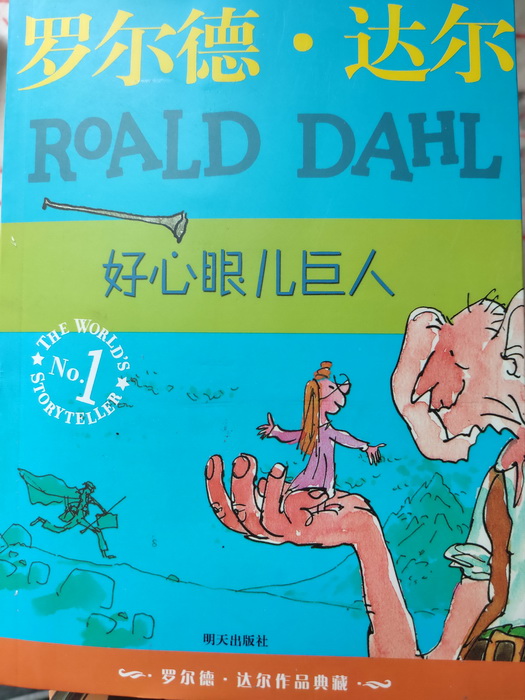 罗尔德·达尔
ROALD DAHL
好心眼儿巨人
THE WORLD'S
No.1
STORYTELLER
明天出版社
罗尔德·达尔作品典藏